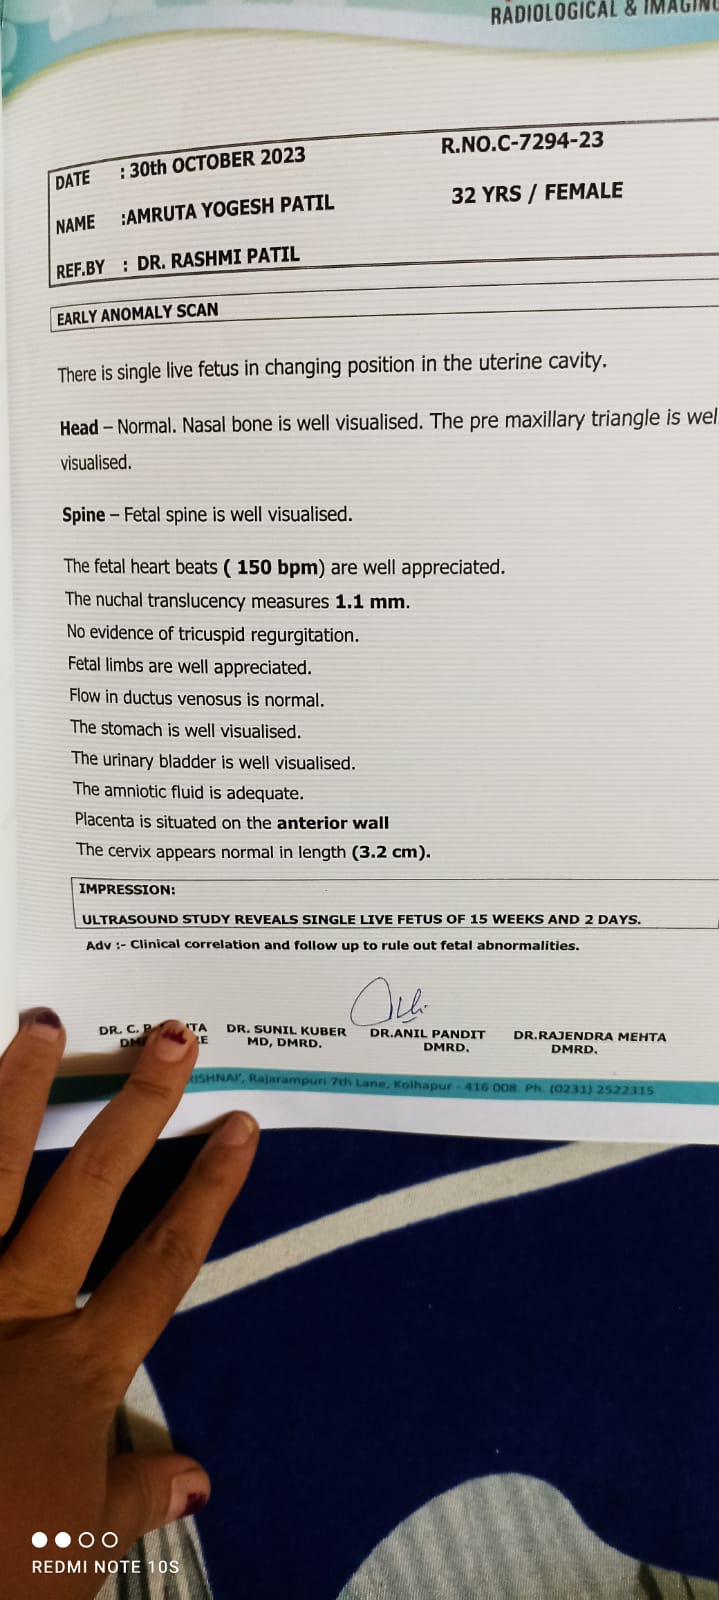 RADIOLOGICAL & IMAGING
DATE : 30th OCTOBER 2023 R.NO.C-7294-23
NAME :AMRUTA YOGESH PATIL 32 YRS / FEMALE
REF.BY : DR. RASHMI PATIL
EARLY ANOMALY SCAN
There is single live fetus in changing position in the uterine cavity.
Head – Normal. Nasal bone is well visualised. The pre maxillary triangle is wel
visualised.
Spine – Fetal spine is well visualised.
The fetal heart beats ( 150 bpm) are well appreciated.
The nuchal translucency measures 1.1 mm.
No evidence of tricuspid regurgitation.
Fetal limbs are well appreciated.
Flow in ductus venosus is normal.
The stomach is well visualised.
The urinary bladder is well visualised.
The amniotic fluid is adequate.
Placenta is situated on the anterior wall
The cervix appears normal in length (3.2 cm).
IMPRESSION:
ULTRASOUND STUDY REVEALS SINGLE LIVE FETUS OF 15 WEEKS AND 2 DAYS.
Adv :- Clinical correlation and follow up to rule out fetal abnormalities.
DR. C. DR. SUNIL KUBER DR.ANIL PANDIT DR.RAJENDRA MEHTA
MD, DMRD. DMRD. DMRD.
Rajarampuri 7th Lane, Kolhapur - 416 008. Ph. (0231) 2522315
REDMI NOTE 10S